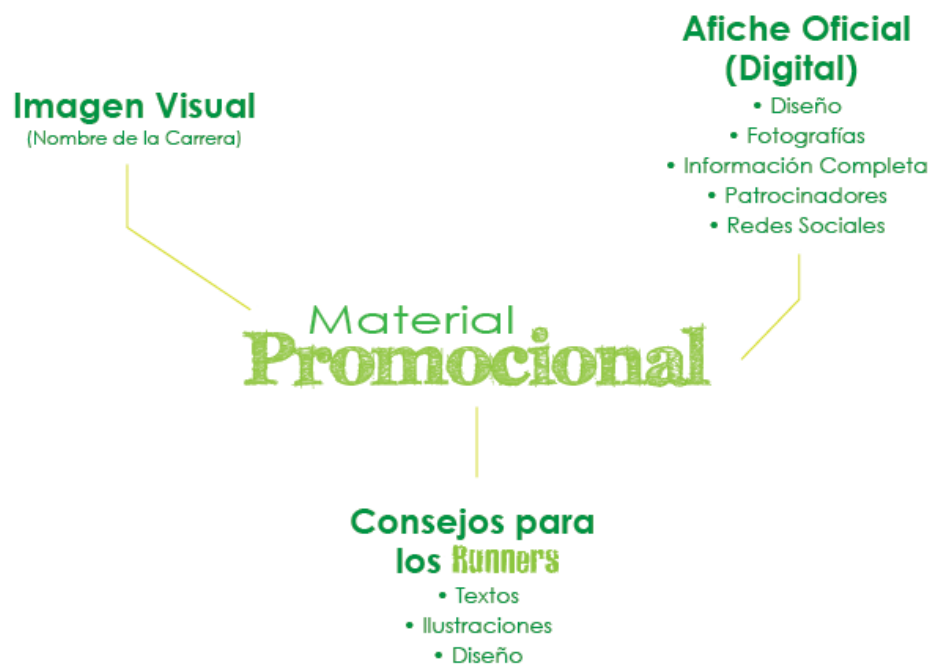 Imagen Visual
(Nombre de la Carrera)
Afiche Oficial
(Digital)
• Diseño
• Fotografías
• Información Completa
• Patrocinadores
• Redes Sociales
Material
Promocional
Consejos para
los Runners
• Textos
• Ilustraciones
• Diseño